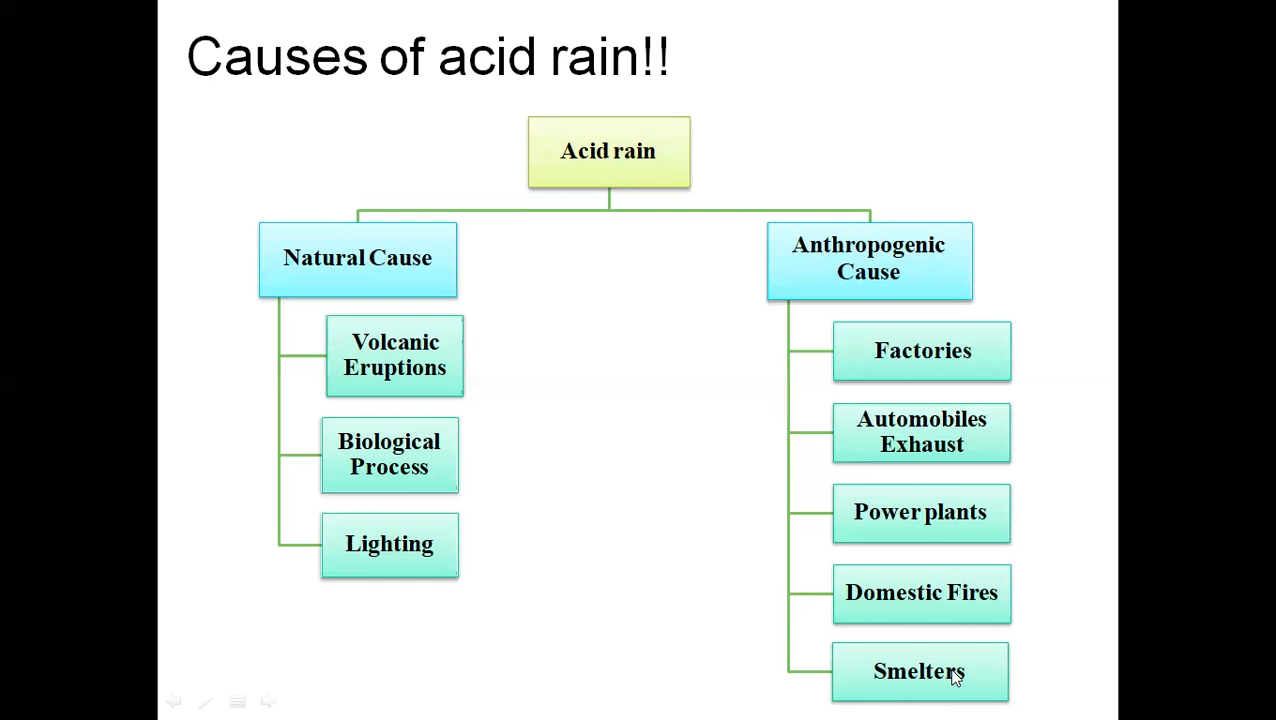 Causes of acid rain!!
Acid rain
Natural Cause
Volcanic
Eruptions
Biological
Process
Lighting
Anthropogenic
Cause
Factories
Automobiles
Exhaust
Power plants
Domestic Fires
Smelters